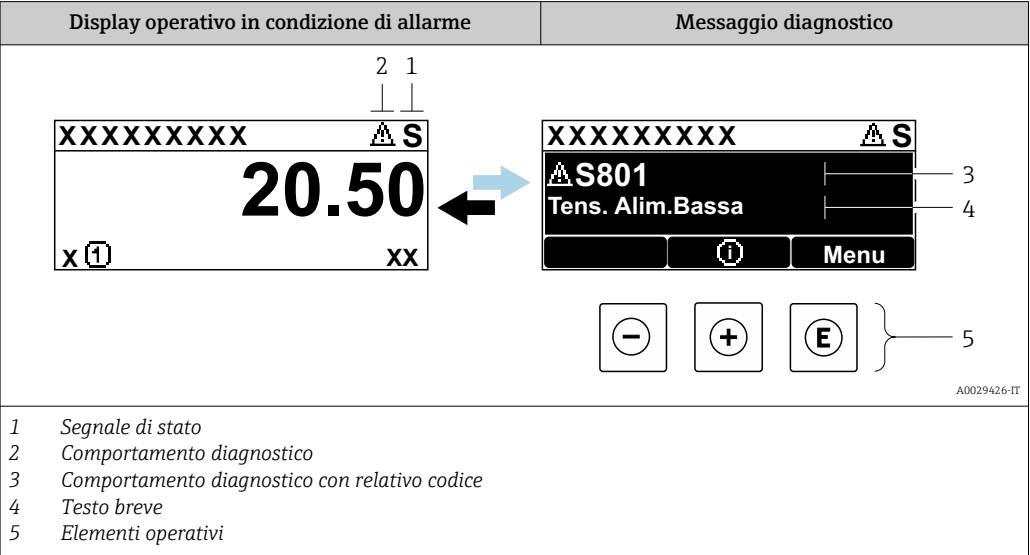 Display operativo in condizione di allarme
Messaggio diagnostico
2 1
XXXXXXXXX S
20.50
x 1 xx
XXXXXXXXX S
S801
Tens. Alim.Bassa
i Menu
3
4
- + E
5
A0029426-IT
1 Segnale di stato
2 Comportamento diagnostico
3 Comportamento diagnostico con relativo codice
4 Testo breve
5 Elementi operativi